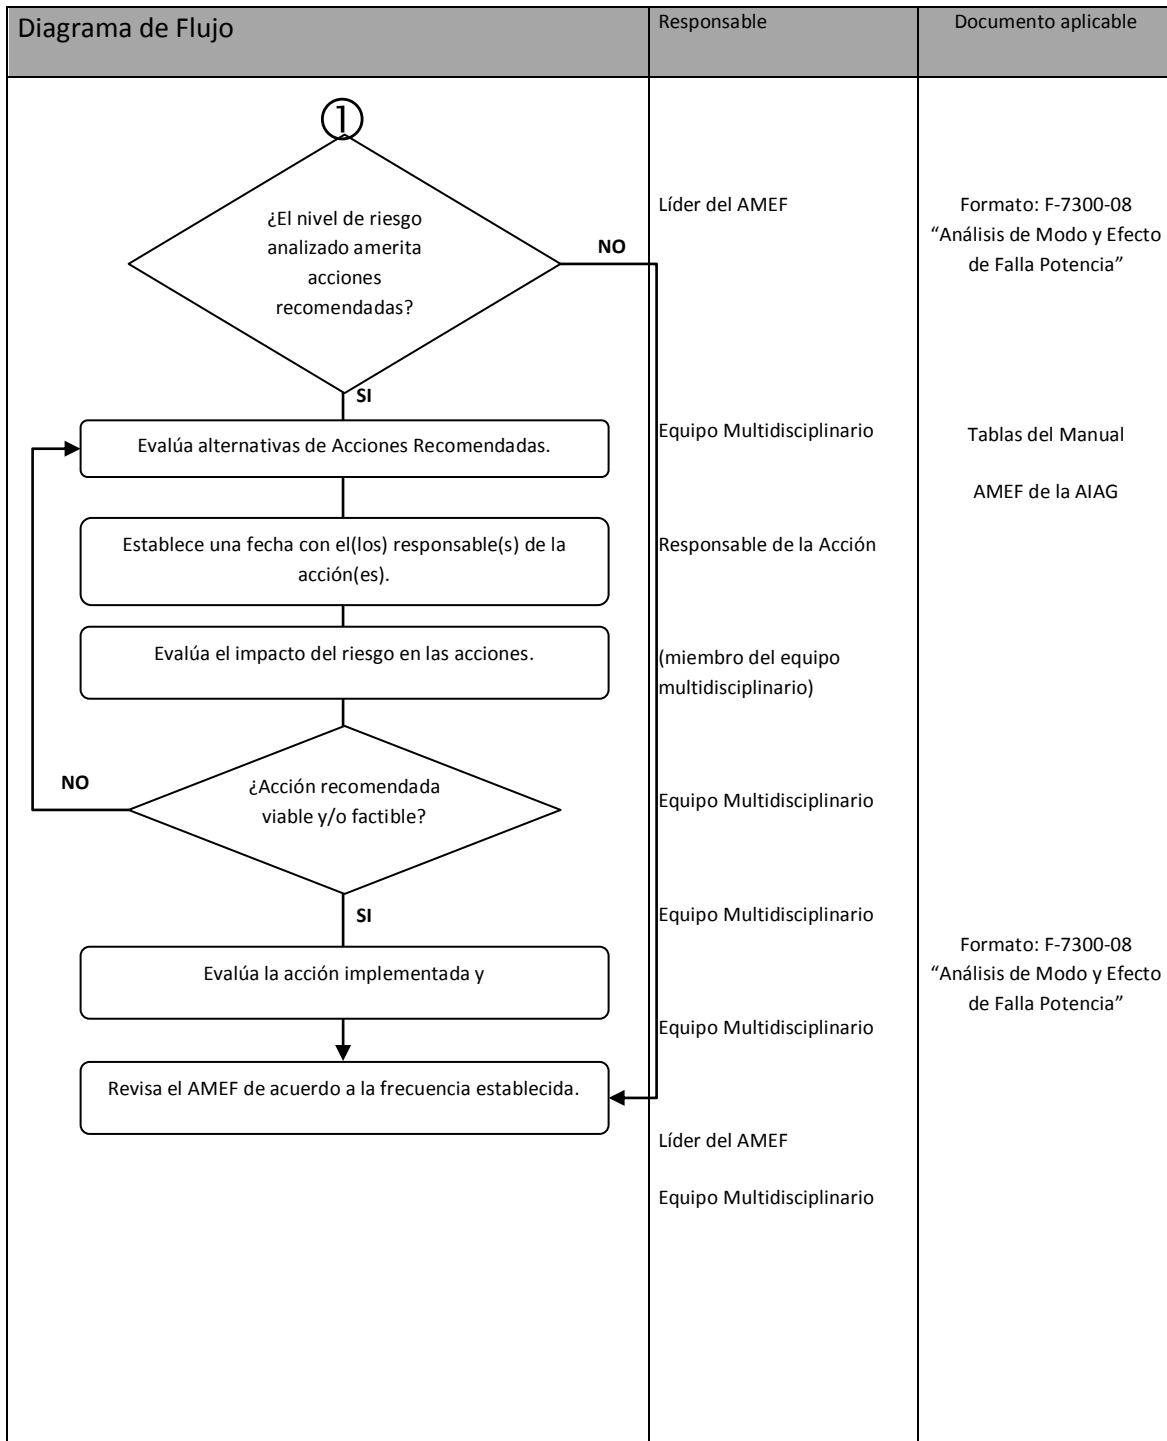 Diagrama de Flujo
Responsable
Documento aplicable
1
¿El nivel de riesgo
analizado amerita
acciones
recomendadas?
NO
Líder del AMEF
Formato: F-7300-08
“Análisis de Modo y Efecto
de Falla Potencia”
SI
Evalúa alternativas de Acciones Recomendadas.
Equipo Multidisciplinario
Tablas del Manual
AMEF de la AIAG
Establece una fecha con el(los) responsable(s) de la
acción(es).
Responsable de la Acción
Evalúa el impacto del riesgo en las acciones.
(miembro del equipo
multidisciplinario)
NO
¿Acción recomendada
viable y/o factible?
Equipo Multidisciplinario
SI
Equipo Multidisciplinario
Evalúa la acción implementada y
Formato: F-7300-08
“Análisis de Modo y Efecto
de Falla Potencia”
Equipo Multidisciplinario
Revisa el AMEF de acuerdo a la frecuencia establecida.
Líder del AMEF
Equipo Multidisciplinario